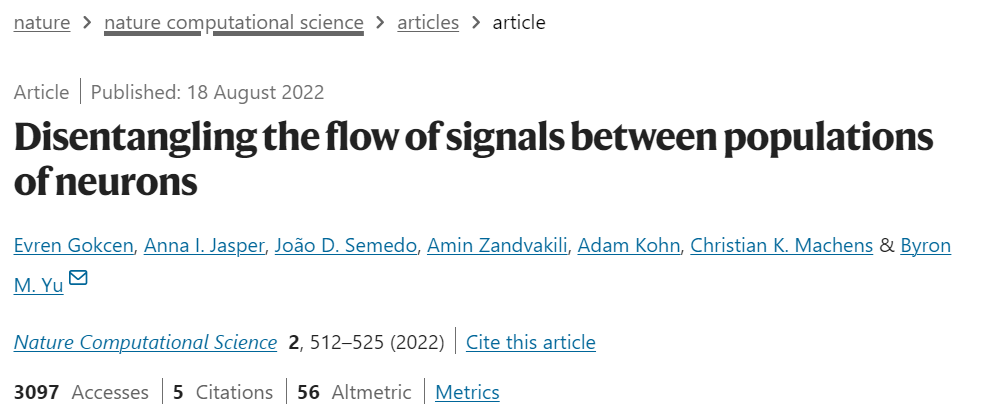 nature > nature computational science > articles > article
Article | Published: 18 August 2022
Disentangling the flow of signals between populations
of neurons
Evren Gokcen, Anna I. Jasper, João D. Semedo, Amin Zandvakili, Adam Kohn, Christian K. Machens & Byron
M. Yu
Nature Computational Science 2, 512–525 (2022) | Cite this article
3097 Accesses | 5 Citations | 56 Altmetric | Metrics